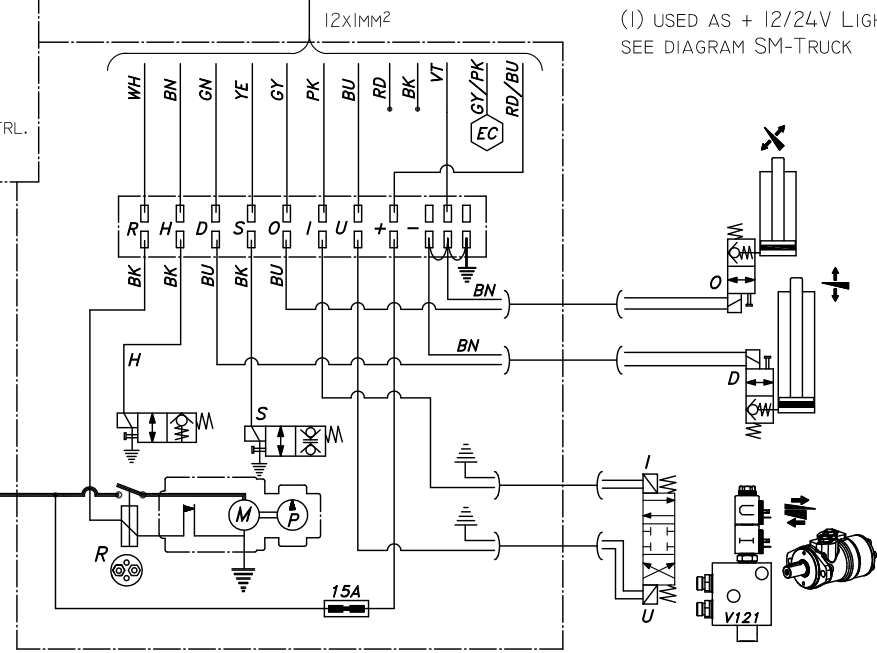 12x1MM²
(1) USED AS + 12/24V
SEE DIAGRAM SM-TRUCK
TRL.
WH BN GN YE GY PK BU RD BK VT GY/PK RD/BU
EC
R H D S O I U + -
BK BK BU BK BU
BN
O
BN
H
D
S
I
M P
R
15A
U
V121